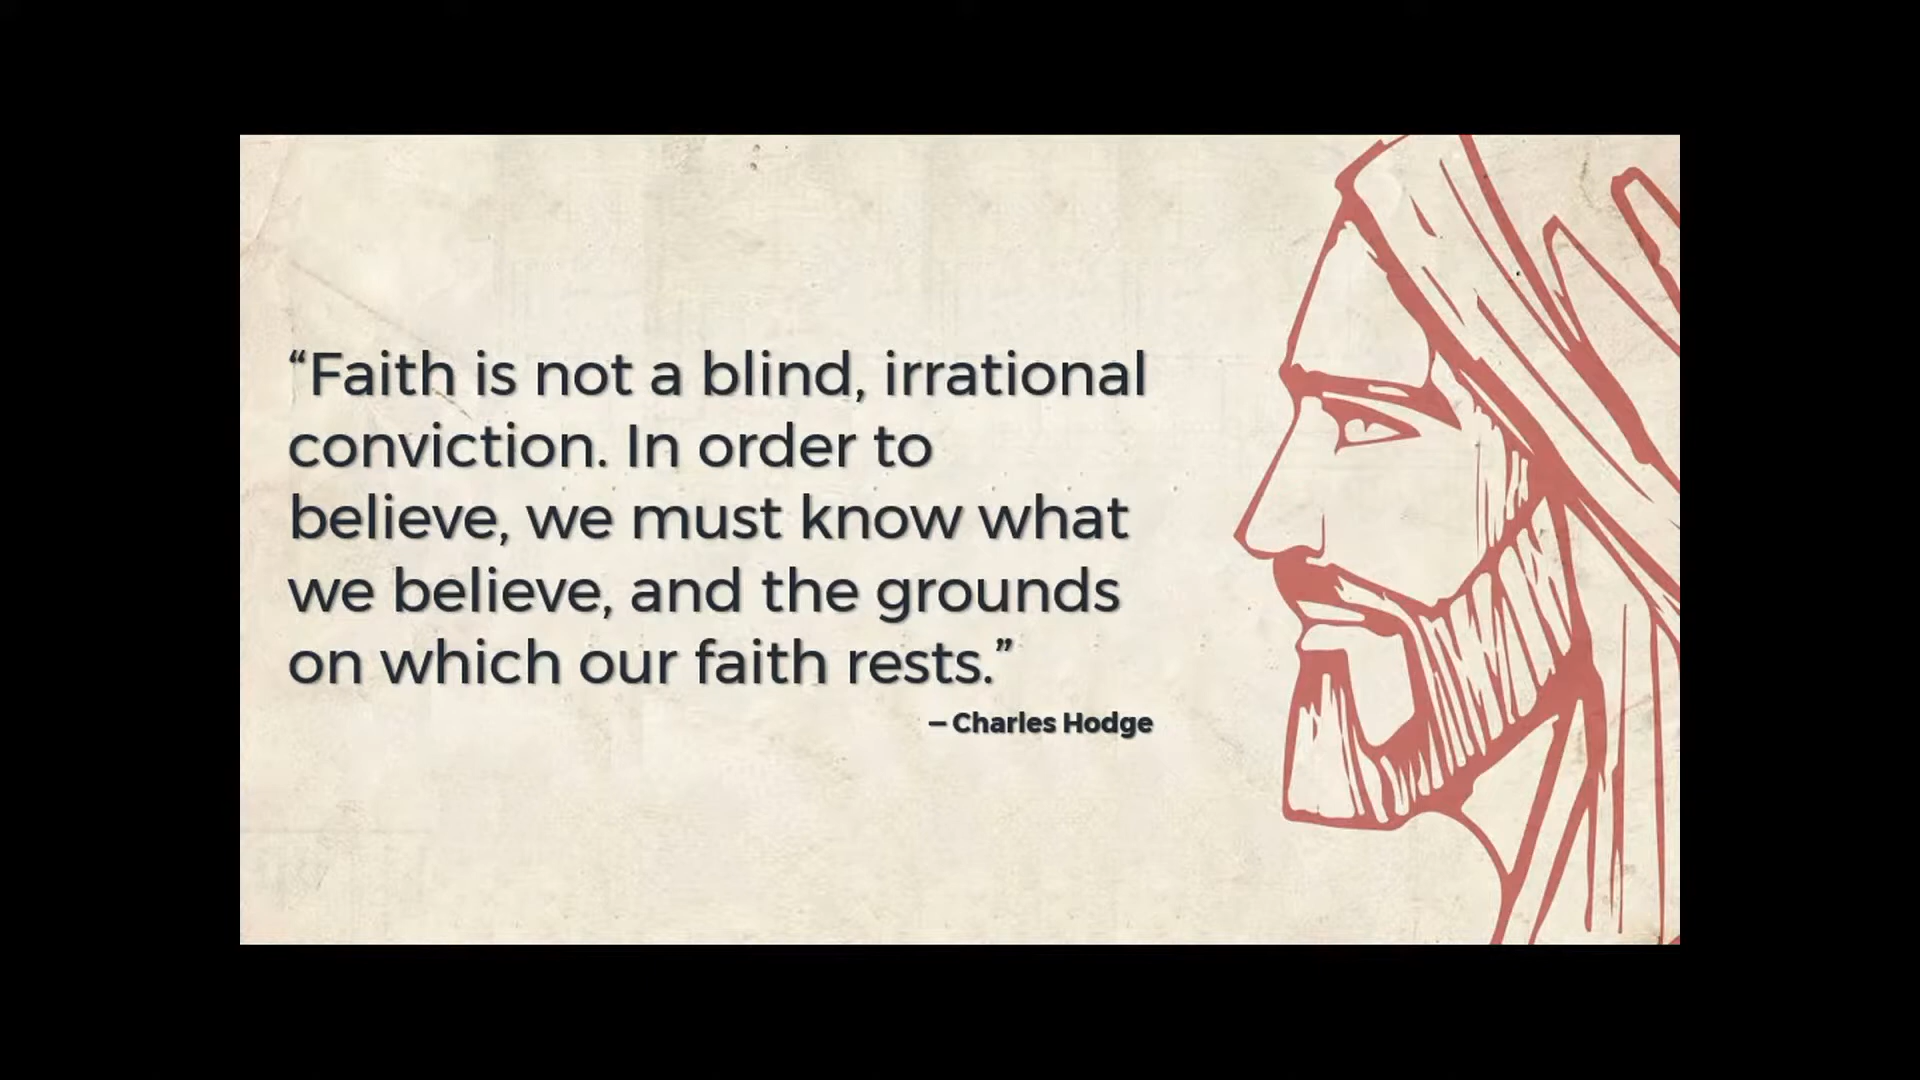 “Faith is not a blind, irrational
conviction. In order to
believe, we must know what
we believe, and the grounds
on which our faith rests.”
– Charles Hodge